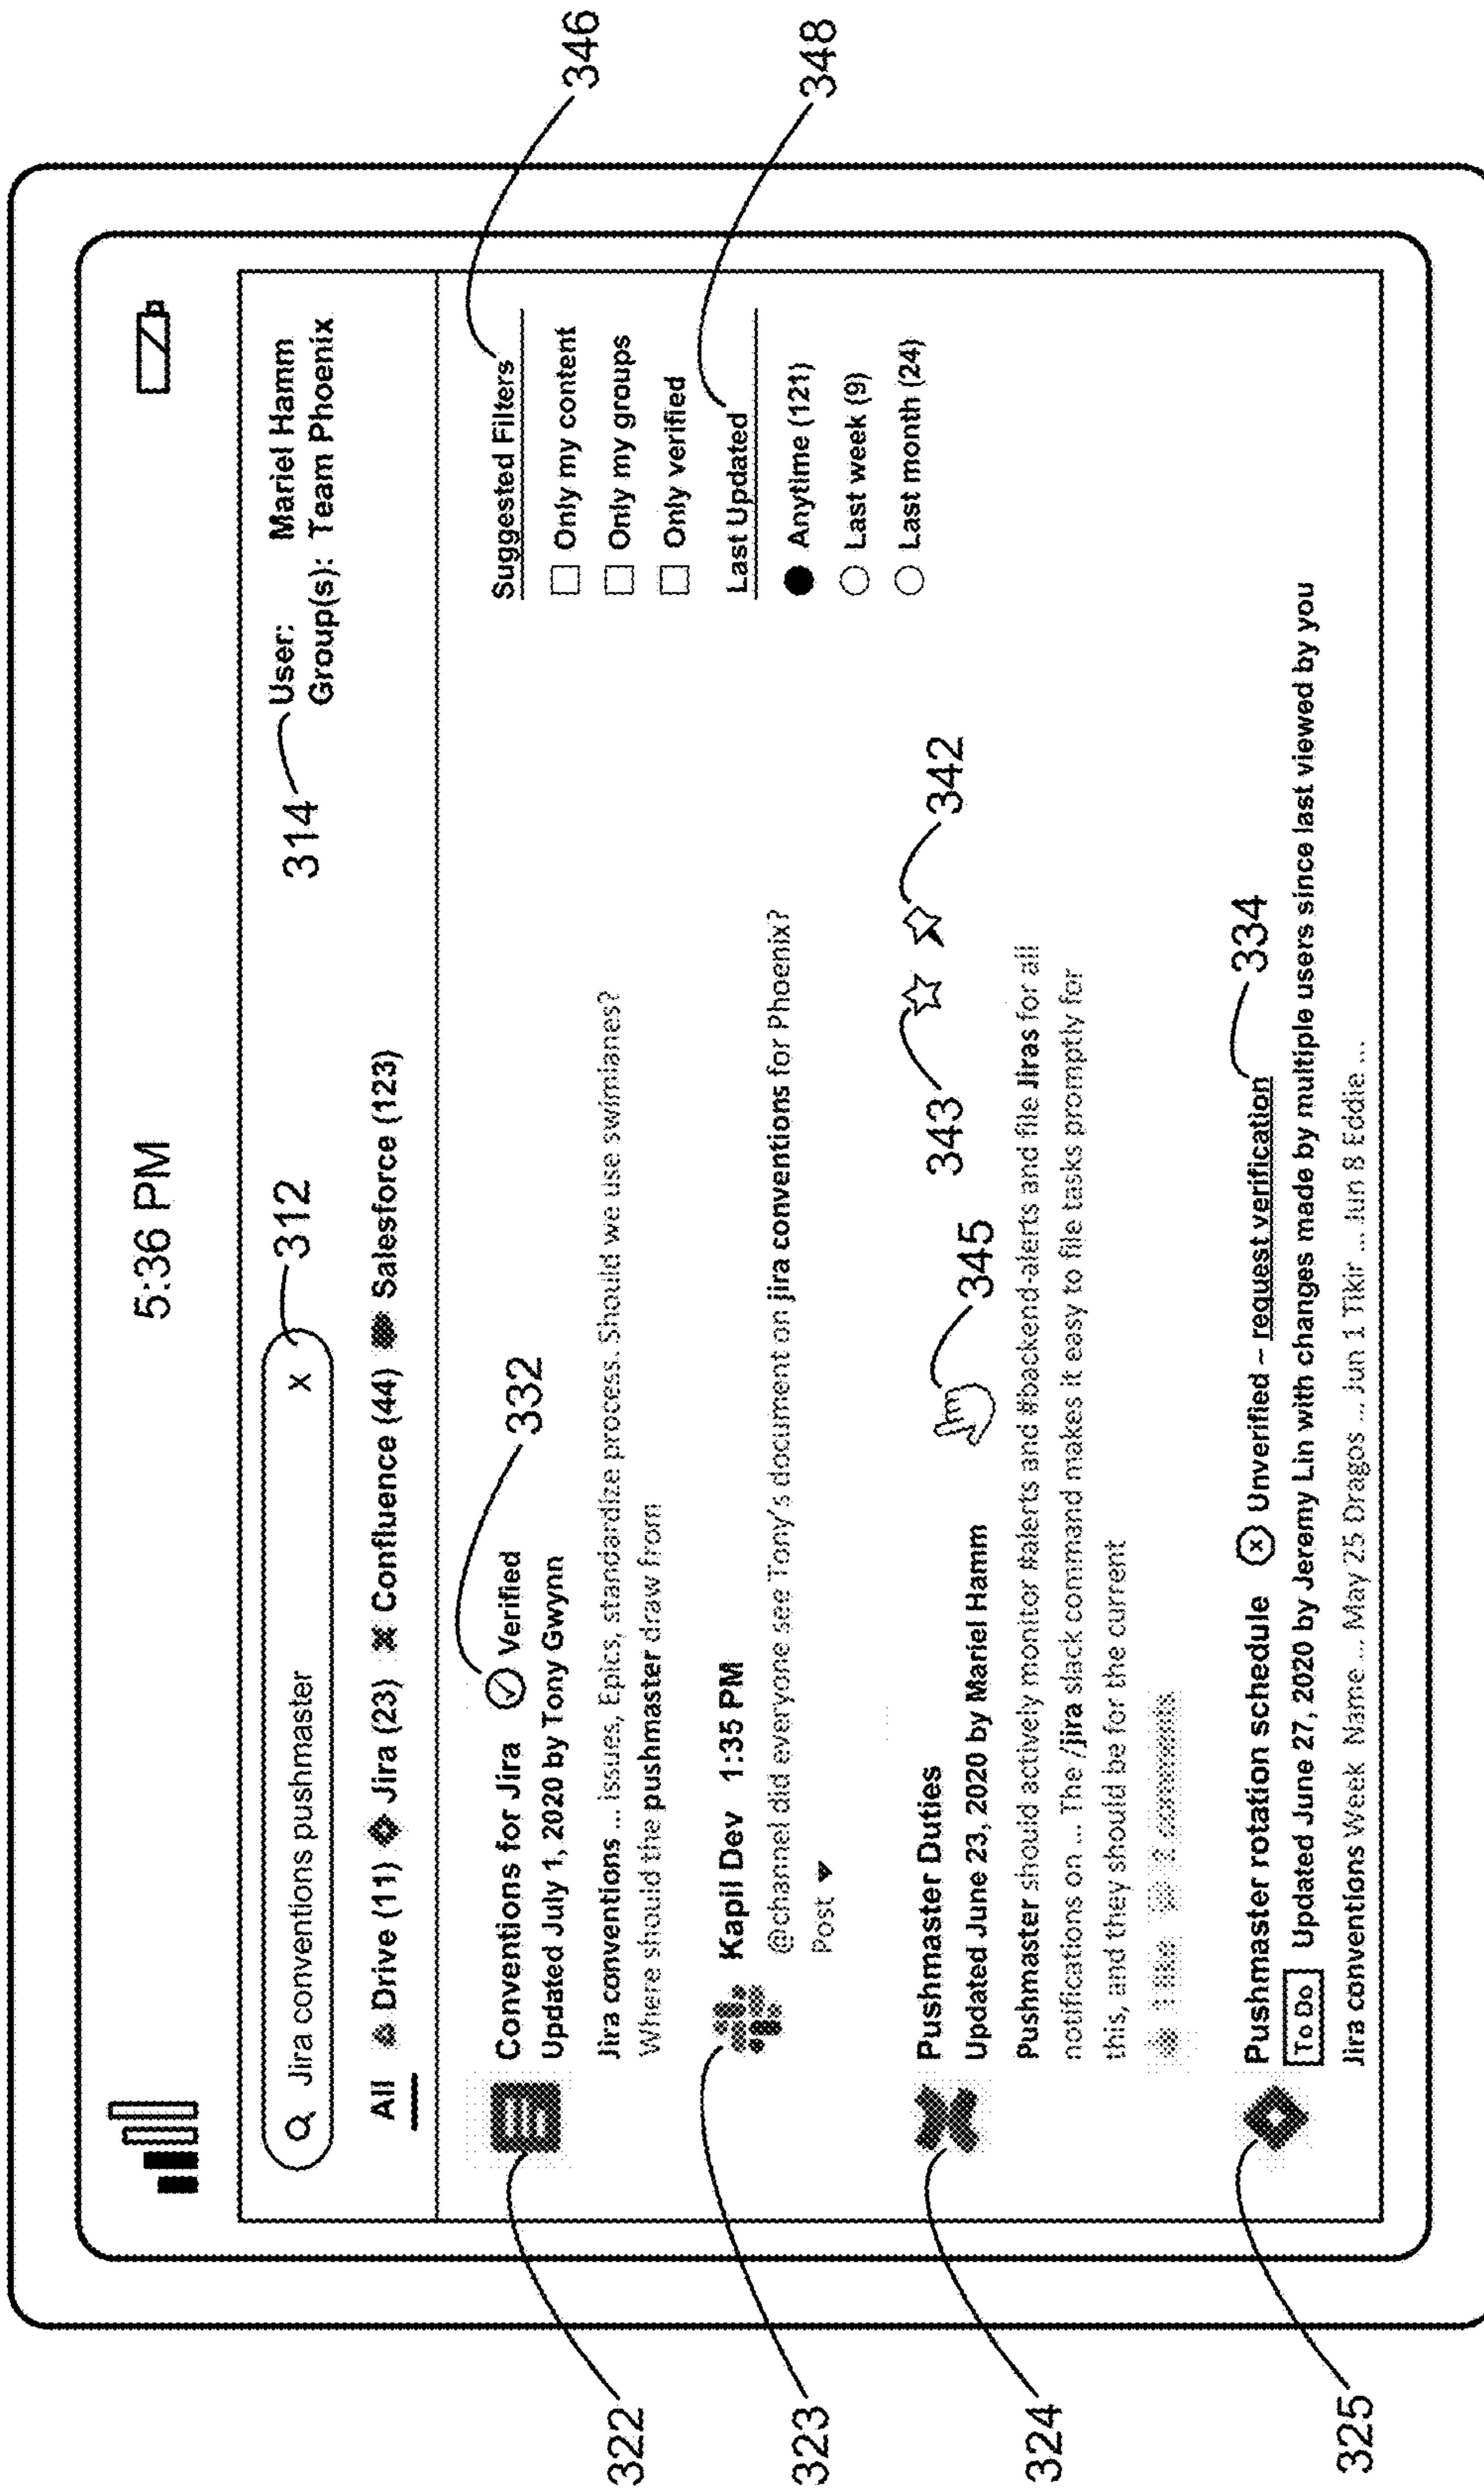 5:36 PM
Jira conventions pushmaster X
312
314
User: Mariel Hamm
Group(s): Team Phoenix
All Drive (11) Jira (23) Confluence (44) Salesforce (123)
322
Conventions for Jira Verified
332
Updated July 1, 2020 by Tony Gwynn
Jira conventions ... issues, Epics, standardize process. Should we use swimlanes?
Where should the pushmaster draw from
323
Kapil Dev 1:35 PM
@channel did everyone see Tony's document on jira conventions for Phoenix?
Post
324
Pushmaster Duties
345
343
342
Updated June 23, 2020 by Mariel Hamm
Pushmaster should actively monitor #alerts and #backend-alerts and file Jiras for all
notifications on ... The /jira slack command makes it easy to file tasks promptly for
this, and they should be for the current
1 like 2 comments
325
Pushmaster rotation schedule x Unverified – request verification
334
To Do Updated June 27, 2020 by Jeremy Lin with changes made by multiple users since last viewed by you
Jira conventions Week Name ... May 25 Dragos ... Jun 1 Tikir ... Jun 8 Eddie ...
Suggested Filters
346
Only my content
Only my groups
Only verified
Last Updated
348
Anytime (121)
Last week (9)
Last month (24)